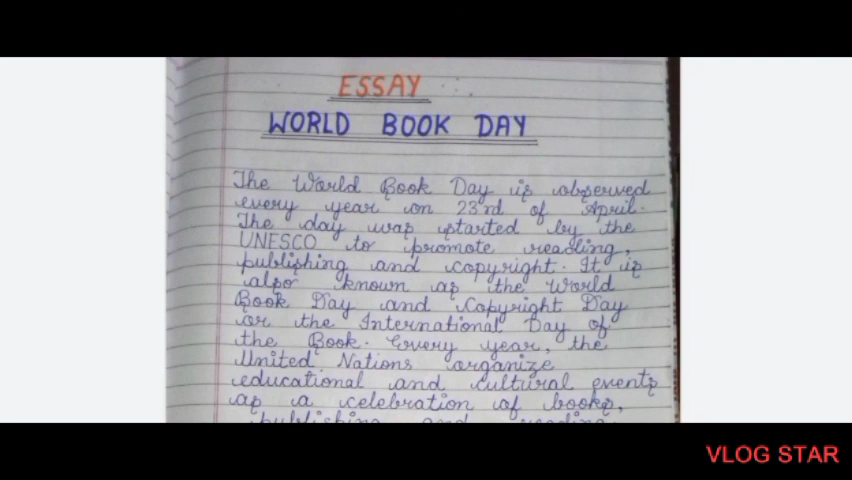 ESSAY
WORLD BOOK DAY
The World Book Day is observed
every year on 23rd of April.
The day was started by the
UNESCO to promote reading,
publishing and copyright. It is
also known as the World
Book Day and Copyright Day
or the International Day of
the Book. Every year, the
United Nations organize
educational and cultural events
as a celebration of books,
publishing and reading
VLOG STAR